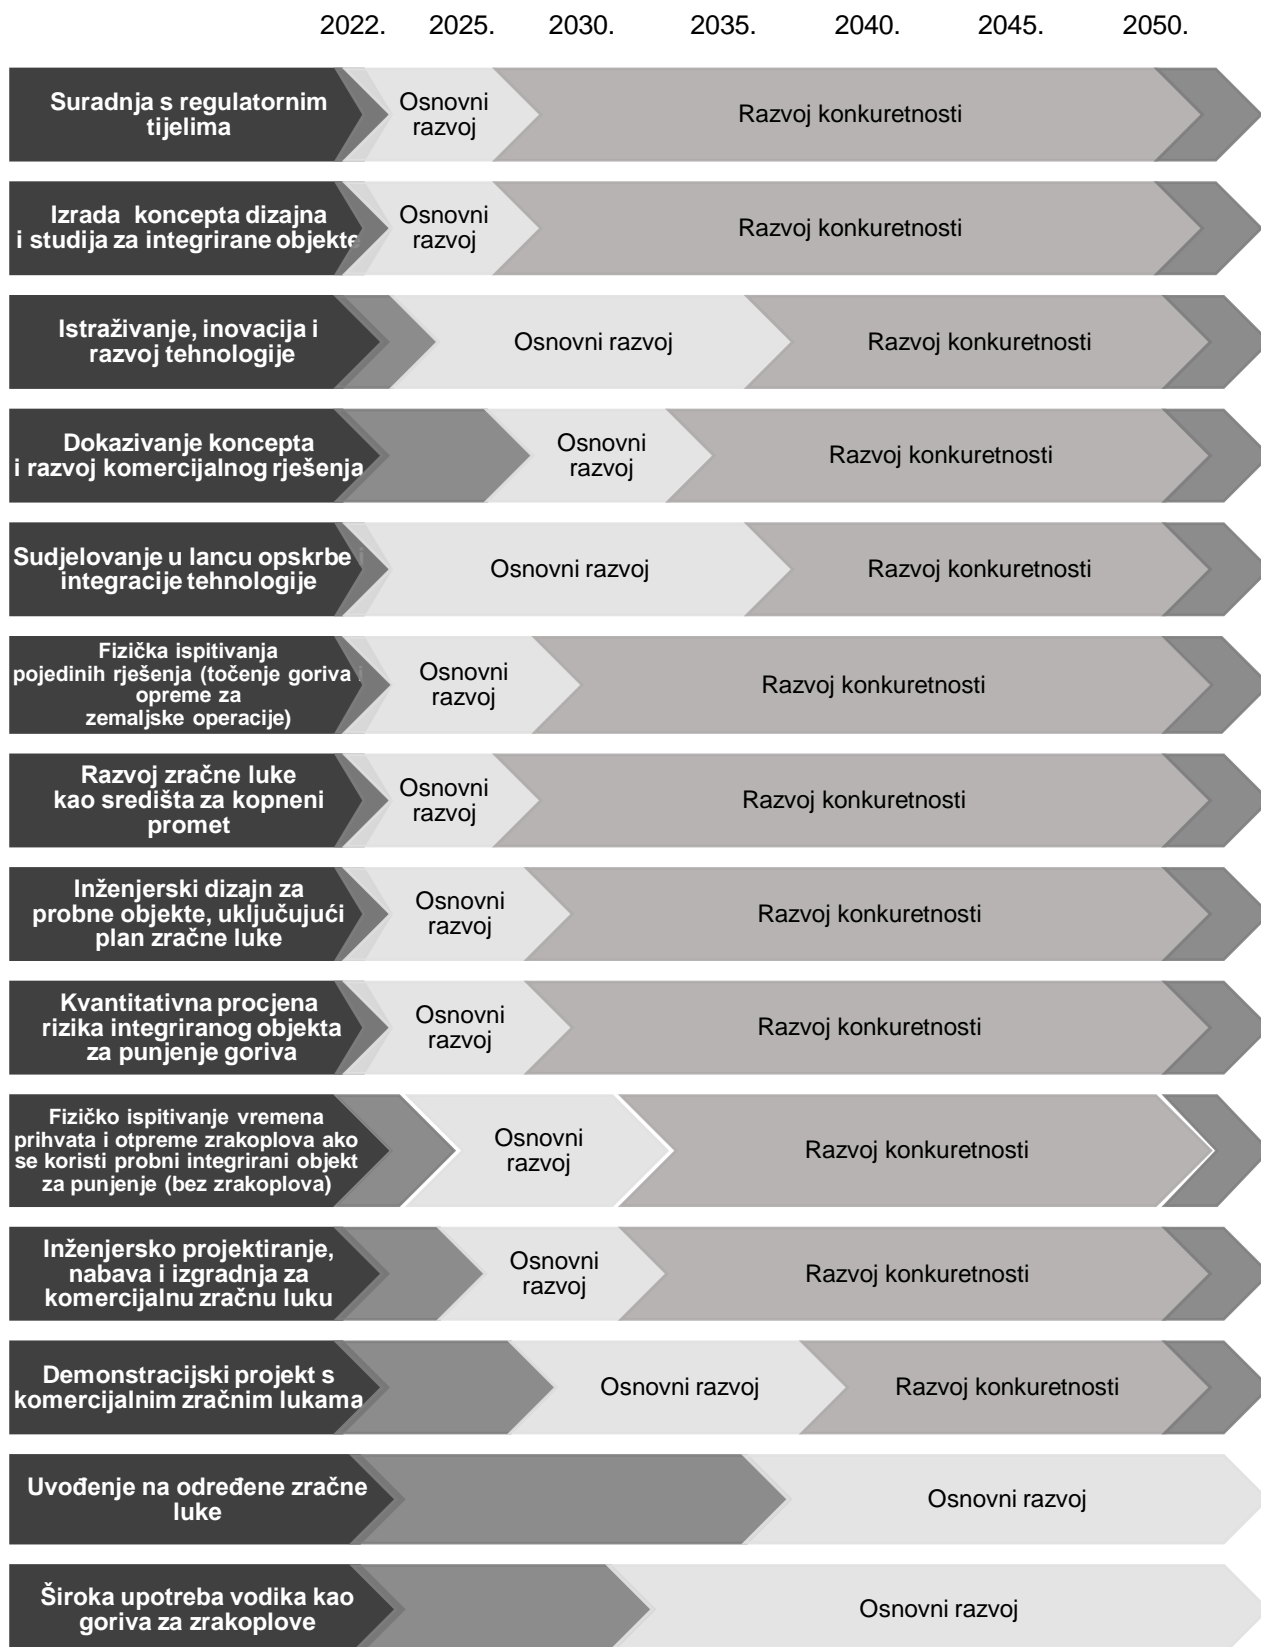 2022. 2025. 2030. 2035. 2040. 2045. 2050.
Suradnja s regulatornim
tijelima
Osnovni
razvoj
Razvoj konkuretnosti
Izrada koncepta dizajna
i studija za integrirane objekte
Osnovni
razvoj
Razvoj konkuretnosti
Istraživanje, inovacija i
razvoj tehnologije
Osnovni razvoj
Razvoj konkuretnosti
Dokazivanje koncepta
i razvoj komercijalnog rješenja
Osnovni
razvoj
Razvoj konkuretnosti
Sudjelovanje u lancu opskrbe i
integracije tehnologije
Osnovni razvoj
Razvoj konkuretnosti
Fizička ispitivanja
pojedinih rješenja (točenje goriva i
opreme za
zemaljske operacije)
Osnovni
razvoj
Razvoj konkuretnosti
Razvoj zračne luke
kao središta za kopneni
promet
Osnovni
razvoj
Razvoj konkuretnosti
Inženjerski dizajn za
probne objekte, uključujući
plan zračne luke
Osnovni
razvoj
Razvoj konkuretnosti
Kvantitativna procjena
rizika integriranog objekta
za punjenje goriva
Osnovni
razvoj
Razvoj konkuretnosti
Fizičko ispitivanje vremena
prihvata i otpreme zrakoplova ako
se koristi probni integrirani objekt
za punjenje (bez zrakoplova)
Osnovni
razvoj
Razvoj konkuretnosti
Inženjersko projektiranje,
nabava i izgradnja za
komercijalnu zračnu luku
Osnovni
razvoj
Razvoj konkuretnosti
Demonstracijski projekt s
komercijalnim zračnim lukama
Osnovni razvoj
Razvoj konkuretnosti
Uvođenje na određene zračne
luke
Osnovni razvoj
Široka upotreba vodika kao
goriva za zrakoplove
Osnovni razvoj